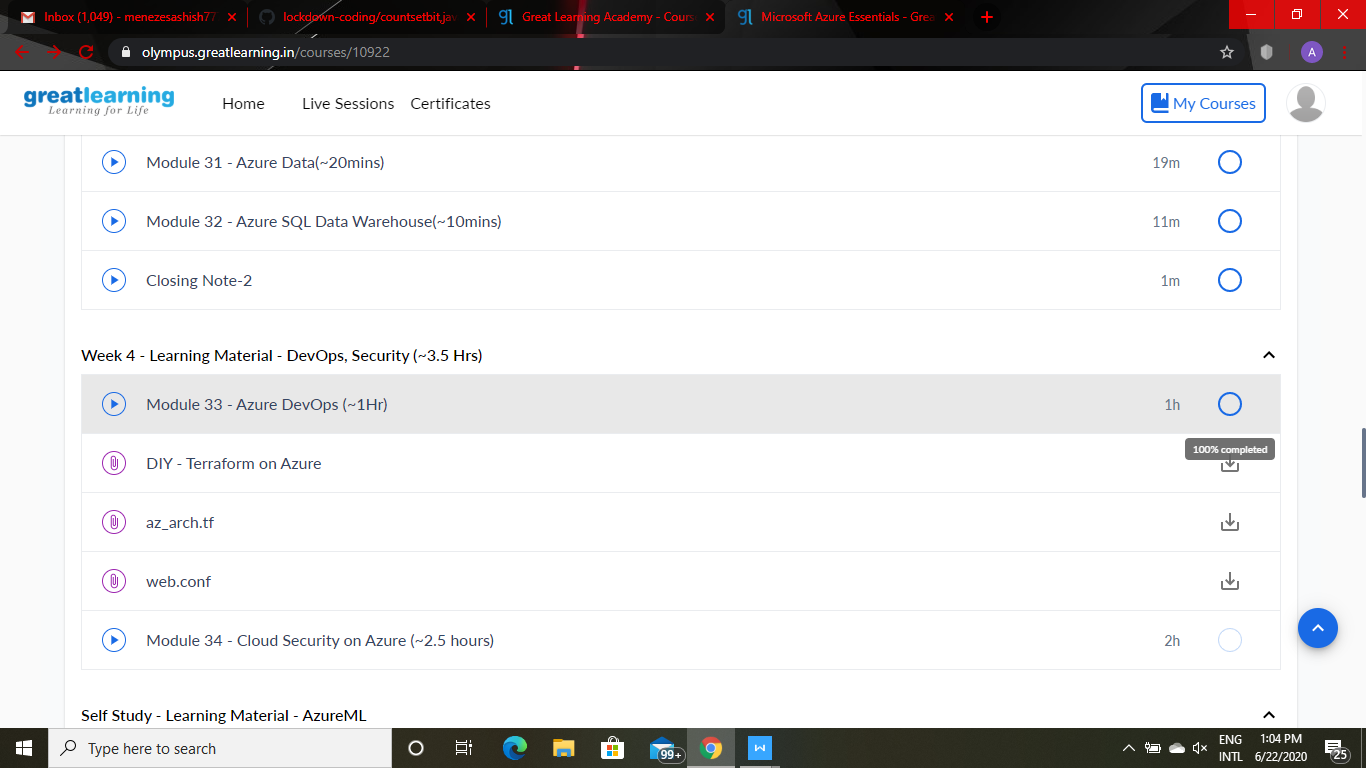 Inbox (1,049) - menezesashish77
lockdown-coding/countsetbit.jav
Great Learning Academy - Course
Microsoft Azure Essentials - Grea
olympus.greatlearning.in/courses/10922
A
greatlearning
Learning for Life
Home
Live Sessions
Certificates
My Courses
Module 31 - Azure Data(~20mins)
19m
Module 32 - Azure SQL Data Warehouse(~10mins)
11m
Closing Note-2
1m
Week 4 - Learning Material - DevOps, Security (~3.5 Hrs)
Module 33 - Azure DevOps (~1Hr)
1h
100% completed
DIY - Terraform on Azure
az_arch.tf
web.conf
Module 34 - Cloud Security on Azure (~2.5 hours)
2h
Self Study - Learning Material - AzureML
Type here to search
99+
W
ENG
INTL
1:04 PM
6/22/2020
25